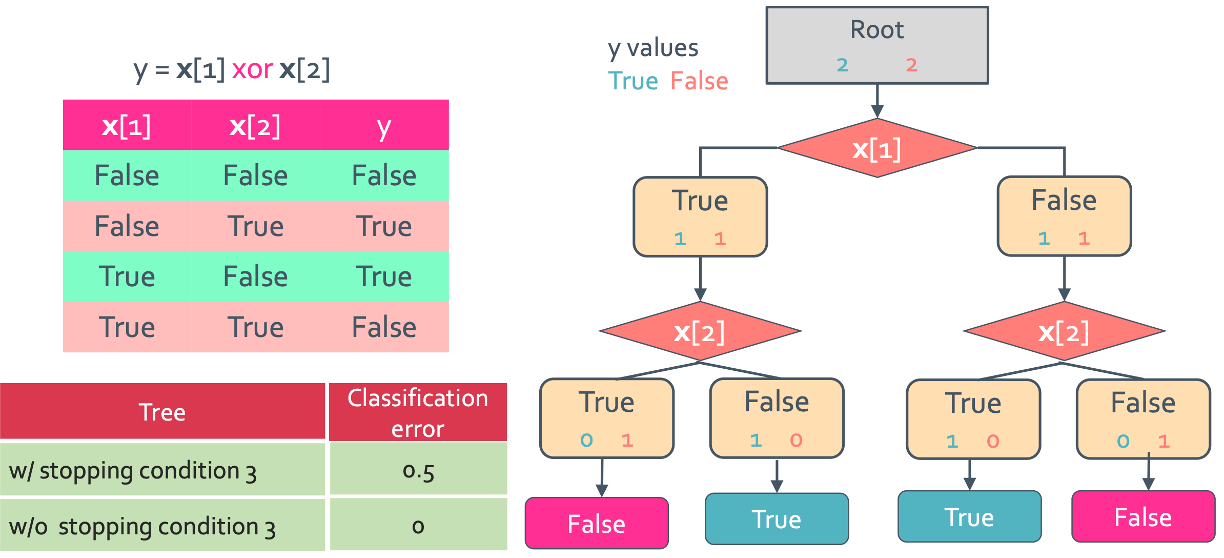 y = x[1] xor x[2]
x[1] x[2] y
False False False
False True True
True False True
True True False
Tree Classification error
w/ stopping condition 3 0.5
w/o stopping condition 3 0
y values
True False
Root
2 2
x[1]
True
1 1
False
1 1
x[2]
x[2]
True
0 1
False
1 0
True
1 0
False
0 1
False
True
True
False